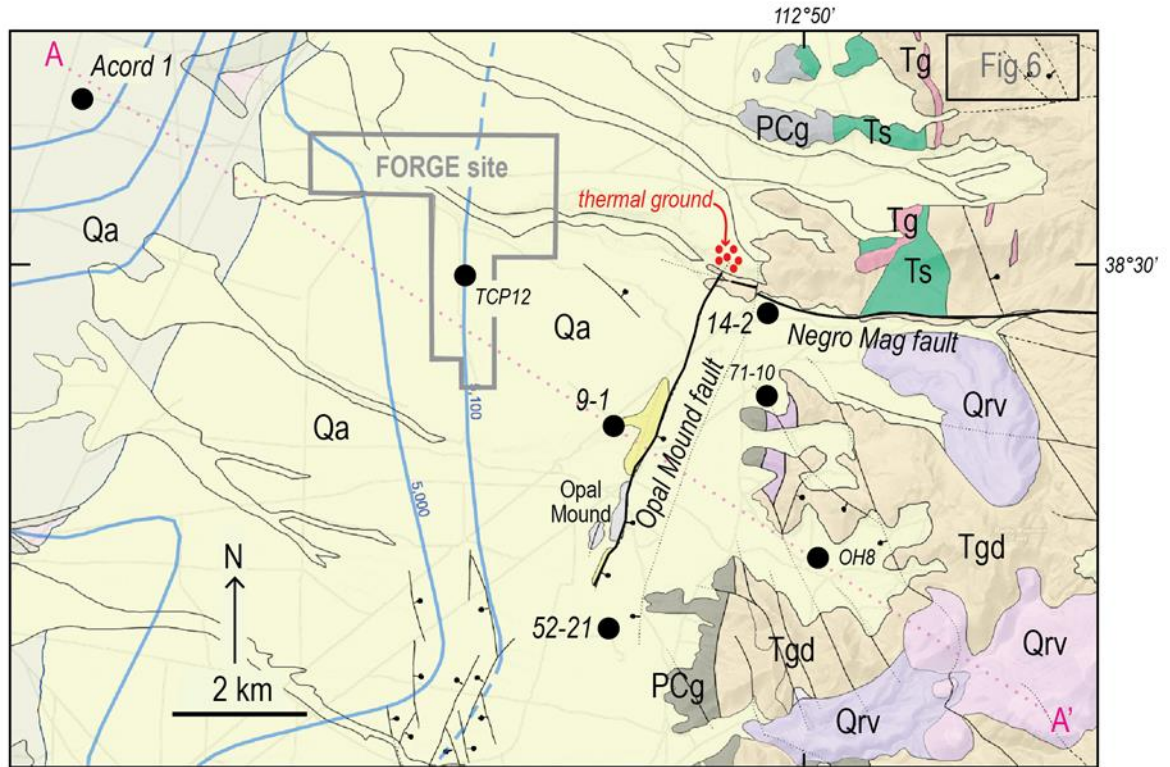 112°50'
A
Acord 1
Tg
Fig 6
PCg
Ts
FORGE site
thermal ground
Qa
Tg
Ts
38°30'
TCP12
Qa
14-2
Negro Mag fault
71-10
Qrv
9-1
Opal Mound fault
Qa
5,000
Opal
Mound
N
OH8
Tgd
52-21
2 km
PCg
Tgd
Qrv
Qrv
A'